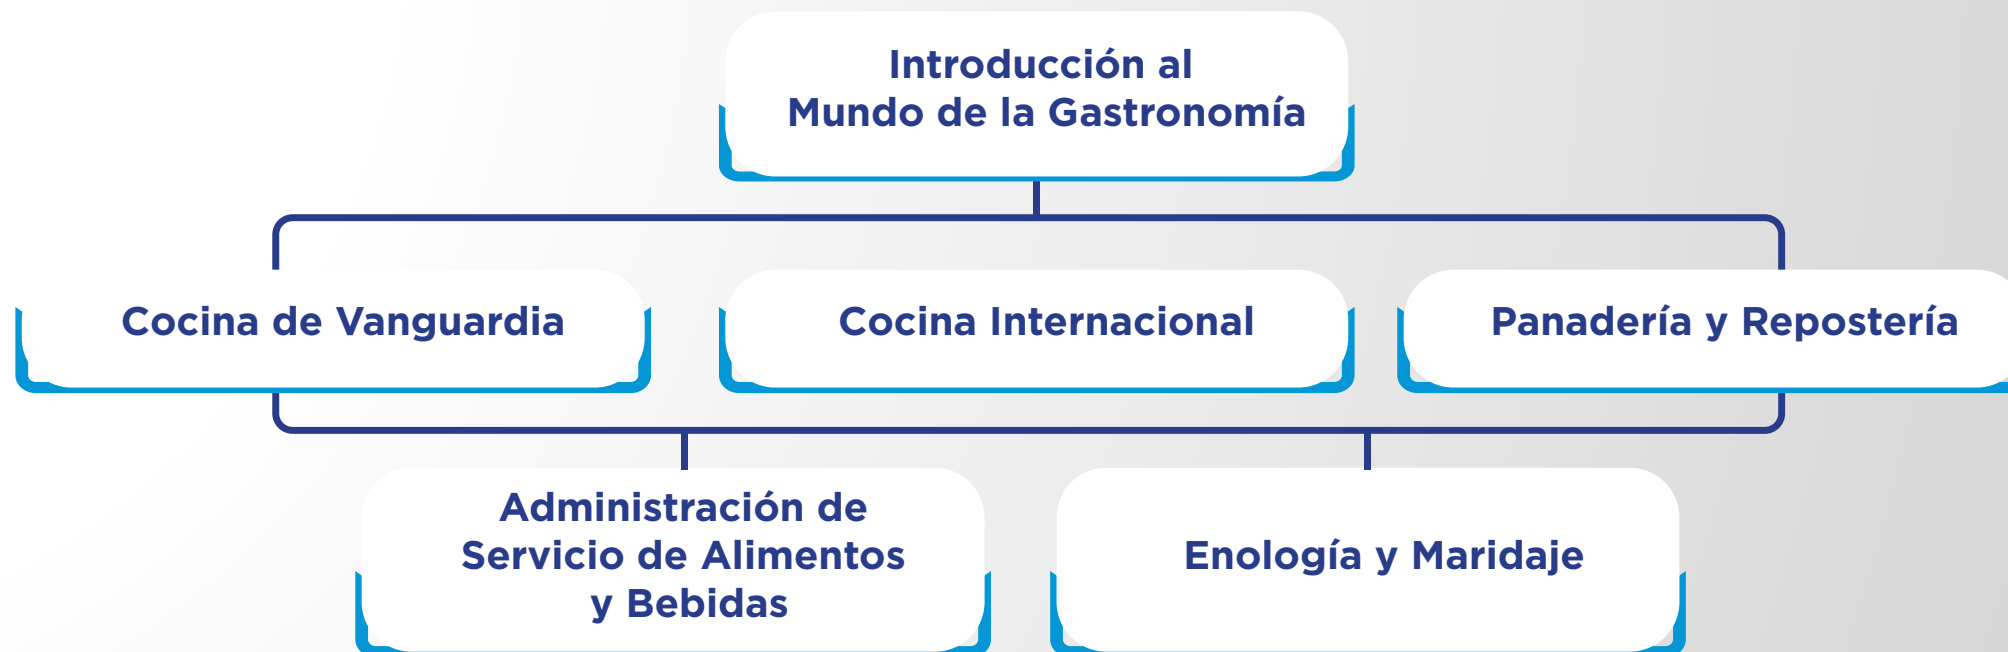 Introducción al
Mundo de la Gastronomía
Cocina de Vanguardia
Cocina Internacional
Panadería y Repostería
Administración de
Servicio de Alimentos
y Bebidas
Enología y Maridaje